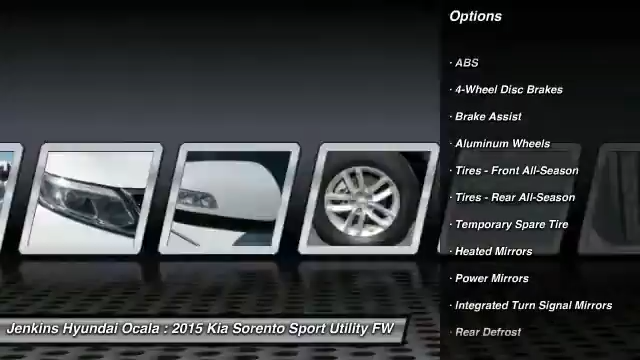 Options
· ABS
· 4-Wheel Disc Brakes
· Brake Assist
· Aluminum Wheels
· Tires - Front All-Season
· Tires - Rear All-Season
· Temporary Spare Tire
· Heated Mirrors
· Power Mirrors
· Integrated Turn Signal Mirrors
· Rear Defrost
Jenkins Hyundai Ocala : 2015 Kia Sorento Sport Utility FW